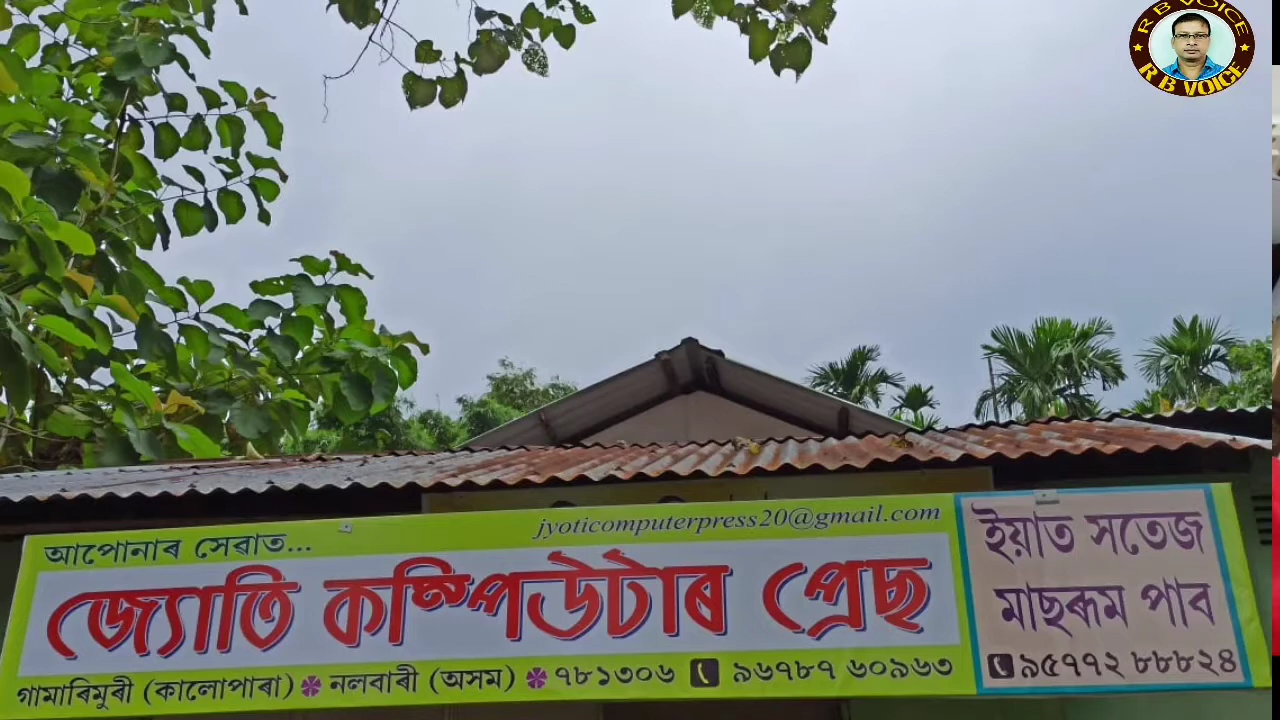 R B VOICE
R B VOICE
jyoticomputerpress20@gmail.com
আপোনাৰ সেৱাত...
জ্যোতি কম্পিউটাৰ প্ৰেছ
গামাৰিমুৰী (কালোপাৰা) নলবাৰী (অসম) ৭৮১৩০৬ ৯৬৭৮৭ ৬০৯৬৩
ইয়াত সতেজ
মাছৰূম পাব
৯৫৭৭২ ৮৮৮২৪